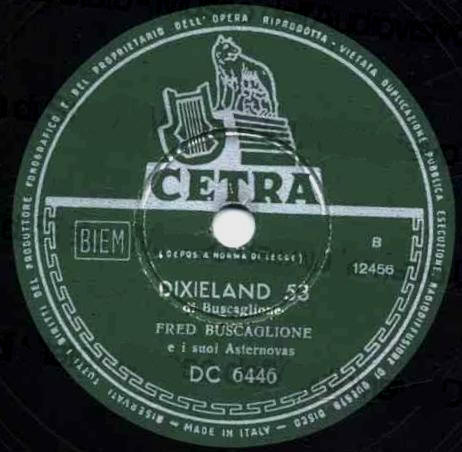 RISERVATI TUTTI I DIRITTI DEL PRODUTTORE FONOGRAFICO E DEL PROPRIETARIO DELL'OPERA RIPRODOTTA - VIETATA DUPLICAZIONE PUBBLICA ESECUZIONE RADIODIFFUSIONE DI QUESTO DISCO
CETRA
BIEM
(DEPOS. A NORMA DI LEGGE)
B
12456
DIXIELAND 53
di Buscaglione
FRED BUSCAGLIONE
e i suoi Asternovas
DC 6446
MADE IN ITALY